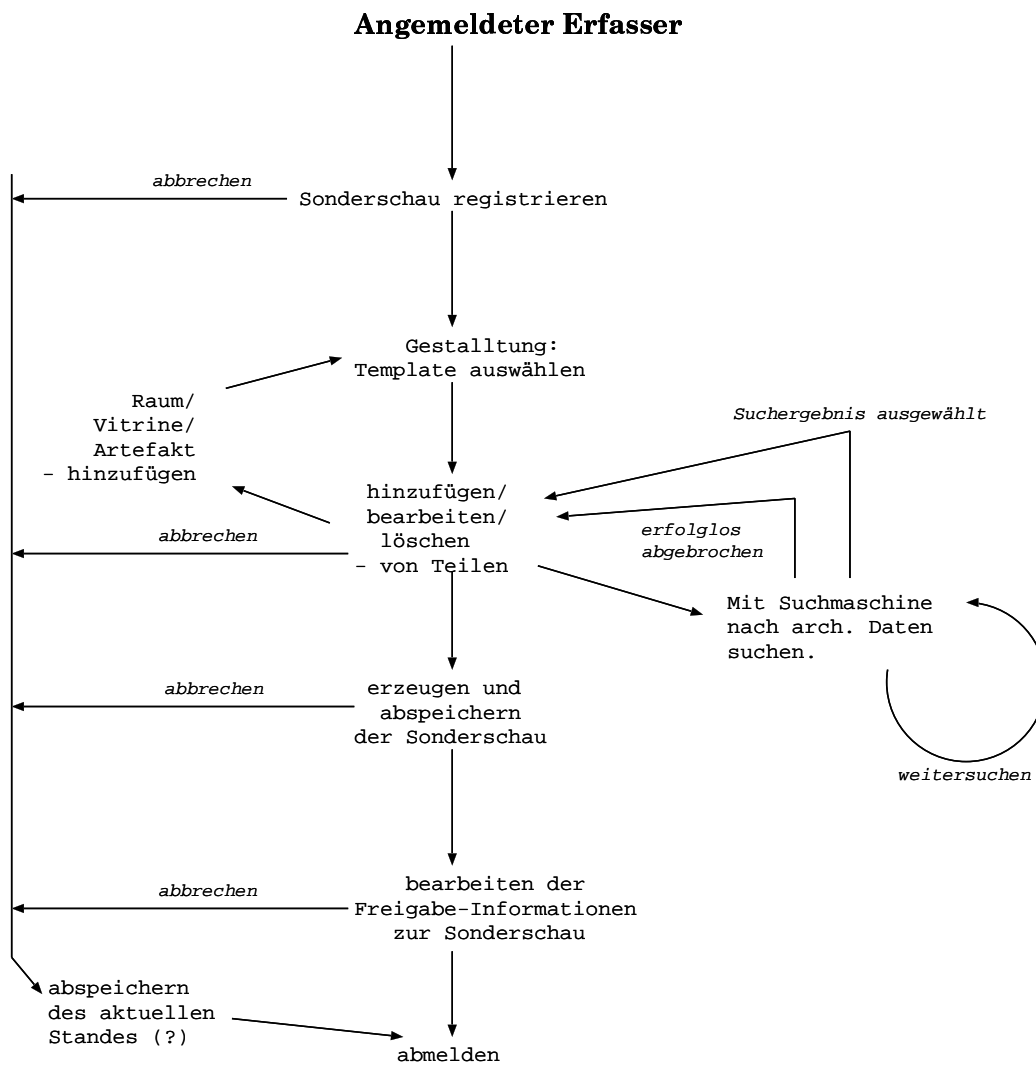 Angemeldeter Erfasser
abbrechen
Sonderschau registrieren
Gestalltung:
Template auswählen
Raum/
Vitrine/
Artefakt
- hinzufügen
Suchergebnis ausgewählt
hinzufügen/
bearbeiten/
löschen
- von Teilen
abbrechen
erfolglos
abgebrochen
Mit Suchmaschine
nach arch. Daten
suchen.
weitersuchen
abbrechen
erzeugen und
abspeichern
der Sonderschau
abbrechen
bearbeiten der
Freigabe-Informationen
zur Sonderschau
abspeichern
des aktuellen
Standes (?)
abmelden